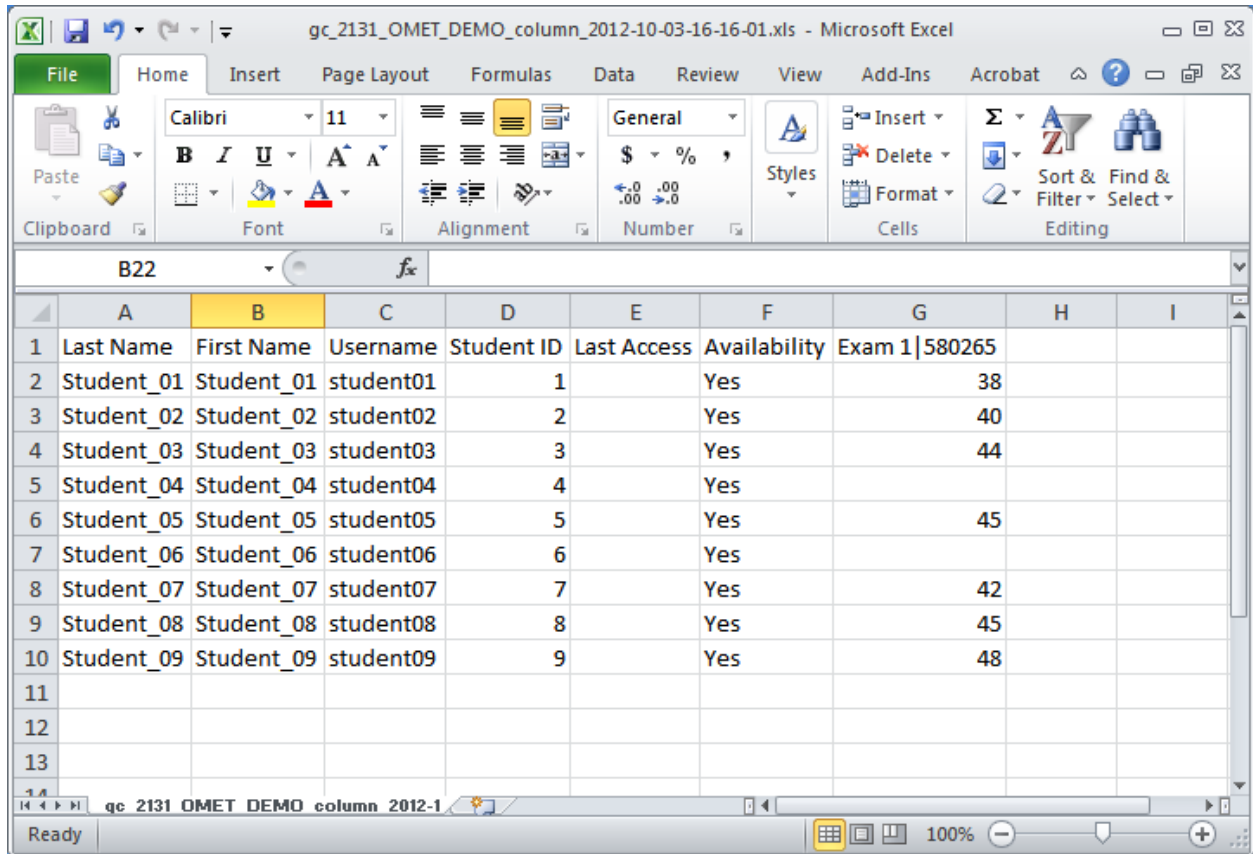 gc_2131_OMET_DEMO_column_2012-10-03-16-16-01.xls - Microsoft Excel
File Home Insert Page Layout Formulas Data Review View Add-Ins Acrobat
Calibri 11 General Insert Σ
Paste B I U A A $ % , Styles Delete Sort & Filter Find & Select
A .0 .00 .00 .0 Format
Clipboard Font Alignment Number Cells Editing
B22 fx
A B C D E F G H I
1 Last Name First Name Username Student ID Last Access Availability Exam 1|580265
2 Student_01 Student_01 student01 1 Yes 38
3 Student_02 Student_02 student02 2 Yes 40
4 Student_03 Student_03 student03 3 Yes 44
5 Student_04 Student_04 student04 4 Yes
6 Student_05 Student_05 student05 5 Yes 45
7 Student_06 Student_06 student06 6 Yes
8 Student_07 Student_07 student07 7 Yes 42
9 Student_08 Student_08 student08 8 Yes 45
10 Student_09 Student_09 student09 9 Yes 48
11
12
13
14
gc_2131_OMET_DEMO_column_2012-1
Ready 100%